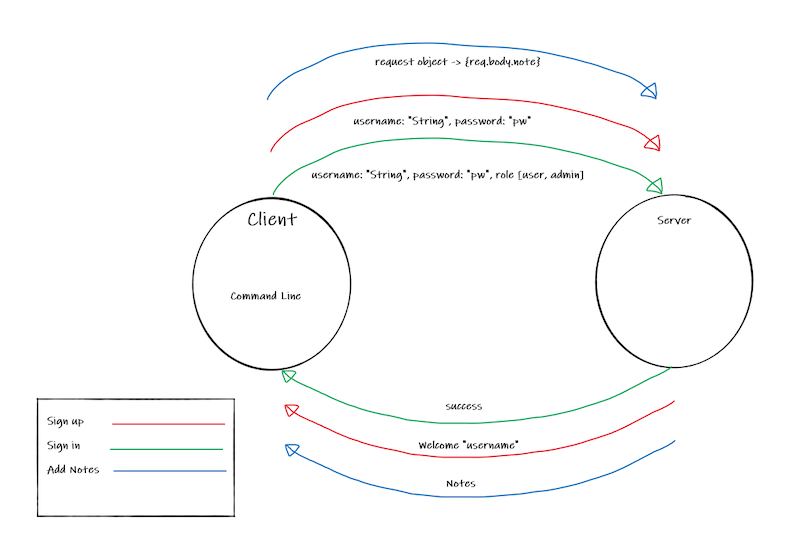 request object -> {req.body.note}
username: "String", password: "pw"
username: "String", password: "pw", role [user, admin]
Client
Server
Command Line
success
Welcome "username"
Notes
Sign up
Sign in
Add Notes